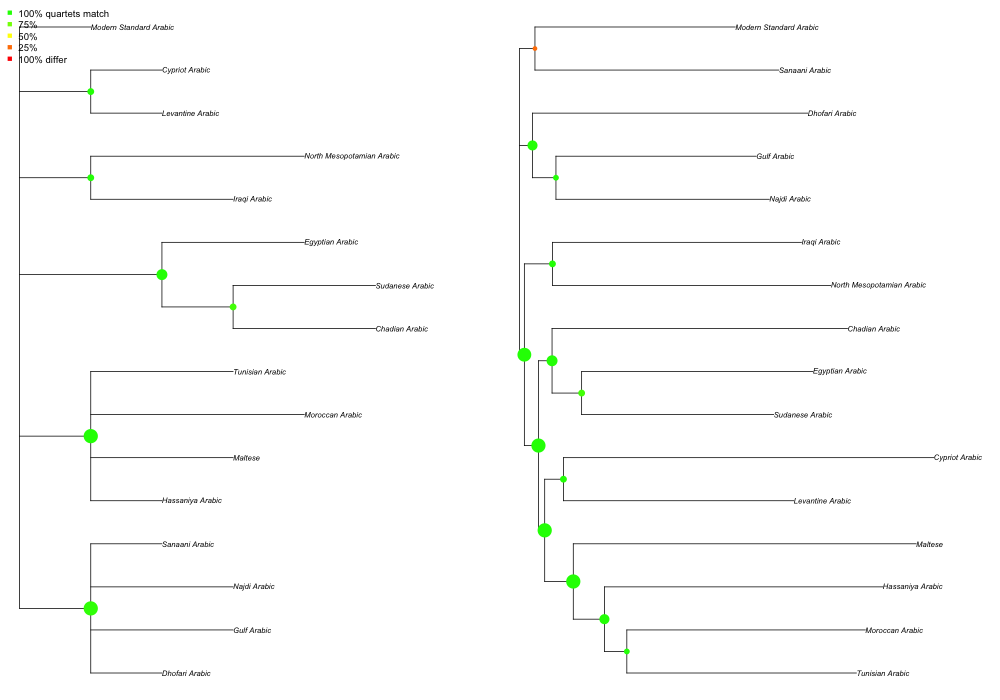 100% quartets match
75%
50%
25%
100% differ
Modern Standard Arabic
Cypriot Arabic
Levantine Arabic
North Mesopotamian Arabic
Iraqi Arabic
Egyptian Arabic
Sudanese Arabic
Chadian Arabic
Tunisian Arabic
Moroccan Arabic
Maltese
Hassaniya Arabic
Sanaani Arabic
Najdi Arabic
Gulf Arabic
Dhofari Arabic
Modern Standard Arabic
Sanaani Arabic
Dhofari Arabic
Gulf Arabic
Najdi Arabic
Iraqi Arabic
North Mesopotamian Arabic
Chadian Arabic
Egyptian Arabic
Sudanese Arabic
Cypriot Arabic
Levantine Arabic
Maltese
Hassaniya Arabic
Moroccan Arabic
Tunisian Arabic